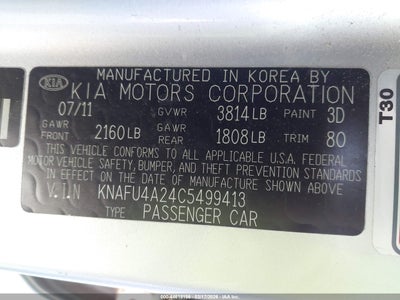 MANUFACTURED IN KOREA BY
KIA KIA MOTORS CORPORATION
07/11 GVWR 3814LB PAINT 3D
GAWR FRONT 2160LB GAWR REAR 1808LB TRIM 80
THIS VEHICLE CONFORMS TO ALL APPLICABLE U.S.A. FEDERAL
MOTOR VEHICLE SAFETY, BUMPER, AND THEFT PREVENTION
STANDARDS IN EFFECT ON THE DATE OF MANUFACTURE SHOWN ABOVE.
V.I.N KNAFU4A24C5499413
TYPE PASSENGER CAR
T30